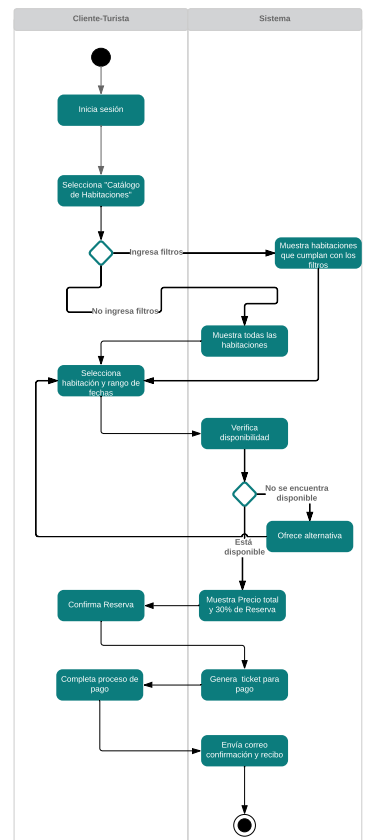 Cliente-Turista
Sistema
Inicia sesión
Selecciona "Catálogo
de Habitaciones"
Ingresa filtros
Muestra habitaciones
que cumplan con los
filtros
No ingresa filtros
Muestra todas las
habitaciones
Selecciona
habitación y rango de
fechas
Verifica
disponibilidad
No se encuentra
disponible
Ofrece alternativa
Está
disponible
Confirma Reserva
Muestra Precio total
y 30% de Reserva
Completa proceso de
pago
Genera ticket para
pago
Envía correo
confirmación y recibo